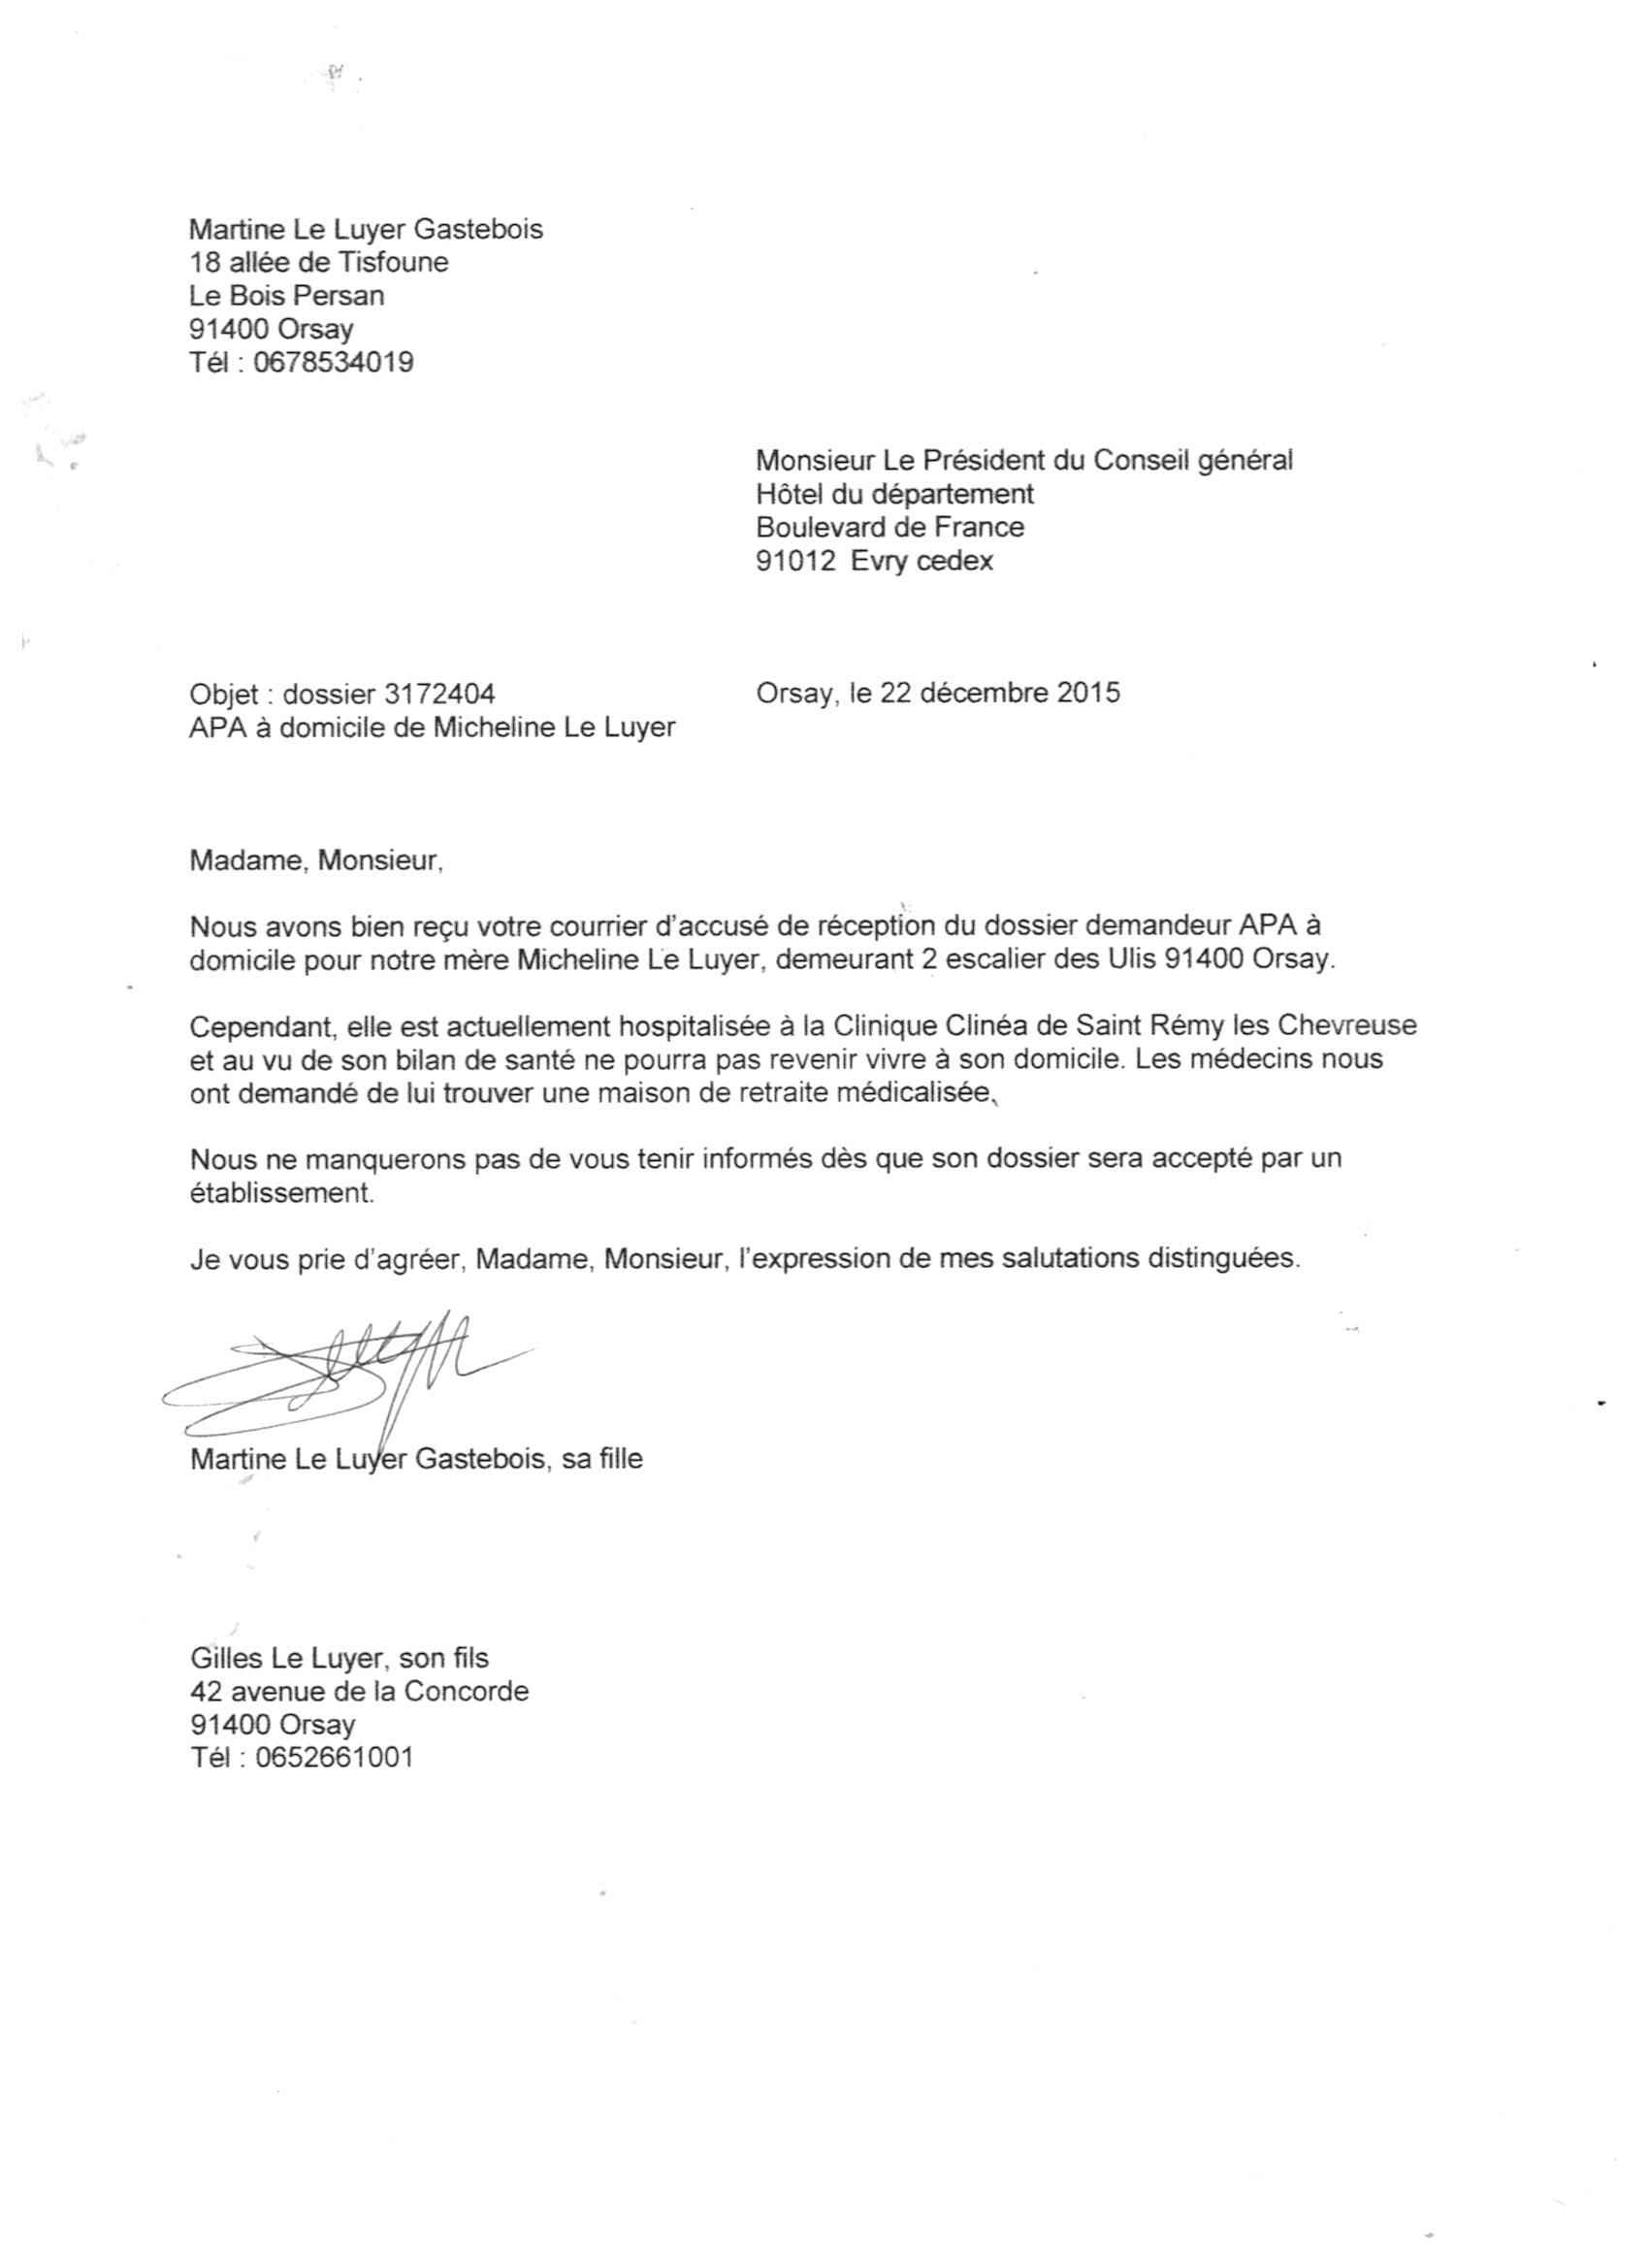 Martine Le Luyer Gastebois
18 allée de Tisfoune
Le Bois Persan
91400 Orsay
Tél : 0678534019
Monsieur Le Président du Conseil général
Hôtel du département
Boulevard de France
91012 Evry cedex
Objet : dossier 3172404
Orsay, le 22 décembre 2015
APA à domicile de Micheline Le Luyer
Madame, Monsieur,
Nous avons bien reçu votre courrier d'accusé de réception du dossier demandeur APA à
domicile pour notre mère Micheline Le Luyer, demeurant 2 escalier des Ulis 91400 Orsay.
Cependant, elle est actuellement hospitalisée à la Clinique Clinéa de Saint Rémy les Chevreuse
et au vu de son bilan de santé ne pourra pas revenir vivre à son domicile. Les médecins nous
ont demandé de lui trouver une maison de retraite médicalisée.
Nous ne manquerons pas de vous tenir informés dès que son dossier sera accepté par un
établissement.
Je vous prie d'agréer, Madame, Monsieur, l'expression de mes salutations distinguées.
Martine Le Luyer Gastebois, sa fille
Gilles Le Luyer, son fils
42 avenue de la Concorde
91400 Orsay
Tél : 0652661001